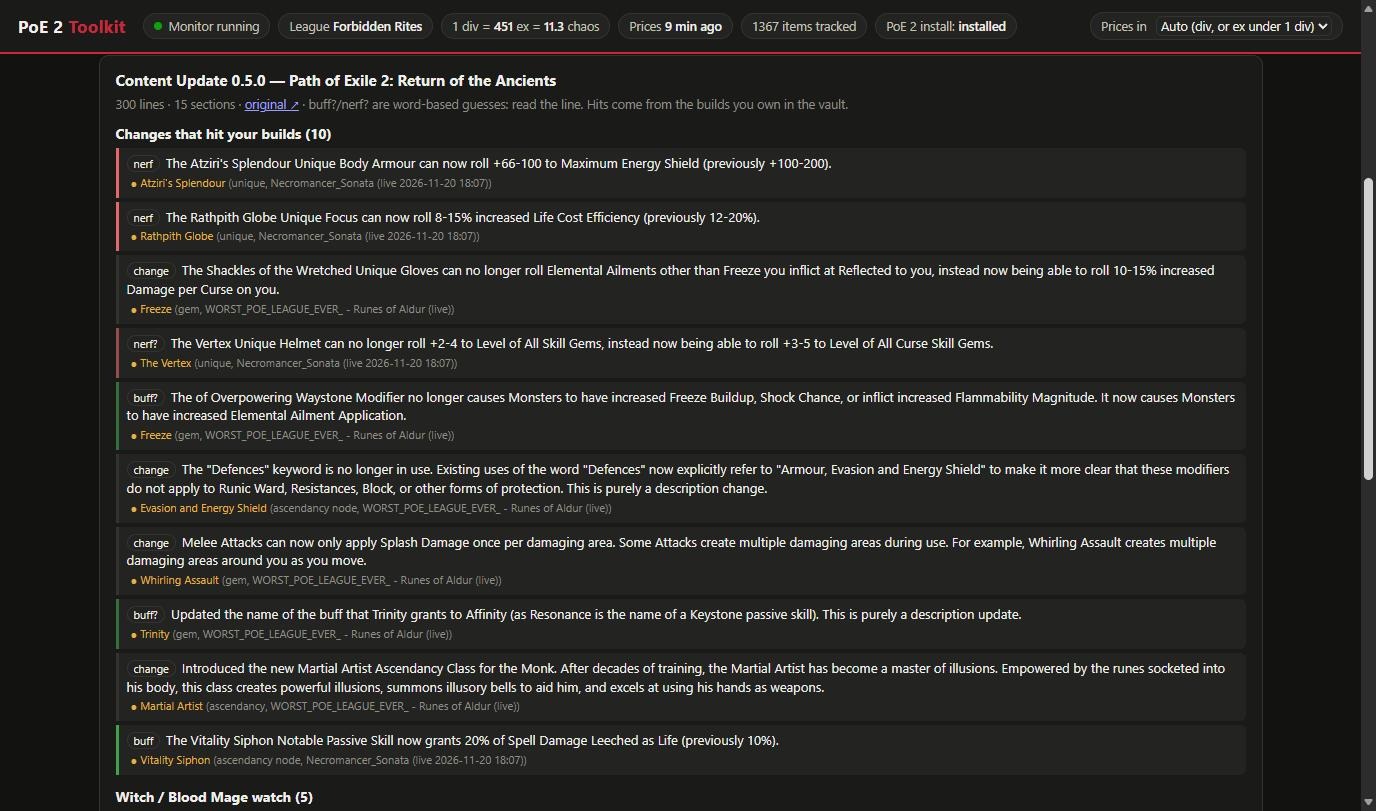 PoE 2 Toolkit
Monitor running
League Forbidden Rites
1 div = 451 ex = 11.3 chaos
Prices 9 min ago
1367 items tracked
PoE 2 install: installed
Prices in Auto (div, or ex under 1 div)
Content Update 0.5.0 — Path of Exile 2: Return of the Ancients
300 lines · 15 sections · original ↗ · buff?/nerf? are word-based guesses: read the line. Hits come from the builds you own in the vault.
Changes that hit your builds (10)
nerf The Atziri's Splendour Unique Body Armour can now roll +66-100 to Maximum Energy Shield (previously +100-200).
● Atziri's Splendour (unique, Necromancer_Sonata (live 2026-11-20 18:07))
nerf The Rathpith Globe Unique Focus can now roll 8-15% increased Life Cost Efficiency (previously 12-20%).
● Rathpith Globe (unique, Necromancer_Sonata (live 2026-11-20 18:07))
change The Shackles of the Wretched Unique Gloves can no longer roll Elemental Ailments other than Freeze you inflict at Reflected to you, instead now being able to roll 10-15% increased
Damage per Curse on you.
● Freeze (gem, WORST_POE_LEAGUE_EVER_ - Runes of Aldur (live))
nerf? The Vertex Unique Helmet can no longer roll +2-4 to Level of All Skill Gems, instead now being able to roll +3-5 to Level of All Curse Skill Gems.
● The Vertex (unique, Necromancer_Sonata (live 2026-11-20 18:07))
buff? The of Overpowering Waystone Modifier no longer causes Monsters to have increased Freeze Buildup, Shock Chance, or inflict increased Flammability Magnitude. It now causes Monsters
to have increased Elemental Ailment Application.
● Freeze (gem, WORST_POE_LEAGUE_EVER_ - Runes of Aldur (live))
change The "Defences" keyword is no longer in use. Existing uses of the word "Defences" now explicitly refer to "Armour, Evasion and Energy Shield" to make it more clear that these modifiers
do not apply to Runic Ward, Resistances, Block, or other forms of protection. This is purely a description change.
● Evasion and Energy Shield (ascendancy node, WORST_POE_LEAGUE_EVER_ - Runes of Aldur (live))
change Melee Attacks can now only apply Splash Damage once per damaging area. Some Attacks create multiple damaging areas during use. For example, Whirling Assault creates multiple
damaging areas around you as you move.
● Whirling Assault (gem, WORST_POE_LEAGUE_EVER_ - Runes of Aldur (live))
buff? Updated the name of the buff that Trinity grants to Affinity (as Resonance is the name of a Keystone passive skill). This is purely a description update.
● Trinity (gem, WORST_POE_LEAGUE_EVER_ - Runes of Aldur (live))
change Introduced the new Martial Artist Ascendancy Class for the Monk. After decades of training, the Martial Artist has become a master of illusions. Empowered by the runes socketed into
his body, this class creates powerful illusions, summons illusory bells to aid him, and excels at using his hands as weapons.
● Martial Artist (ascendancy, WORST_POE_LEAGUE_EVER_ - Runes of Aldur (live))
buff The Vitality Siphon Notable Passive Skill now grants 20% of Spell Damage Leeched as Life (previously 10%).
● Vitality Siphon (ascendancy node, Necromancer_Sonata (live 2026-11-20 18:07))
Witch / Blood Mage watch (5)